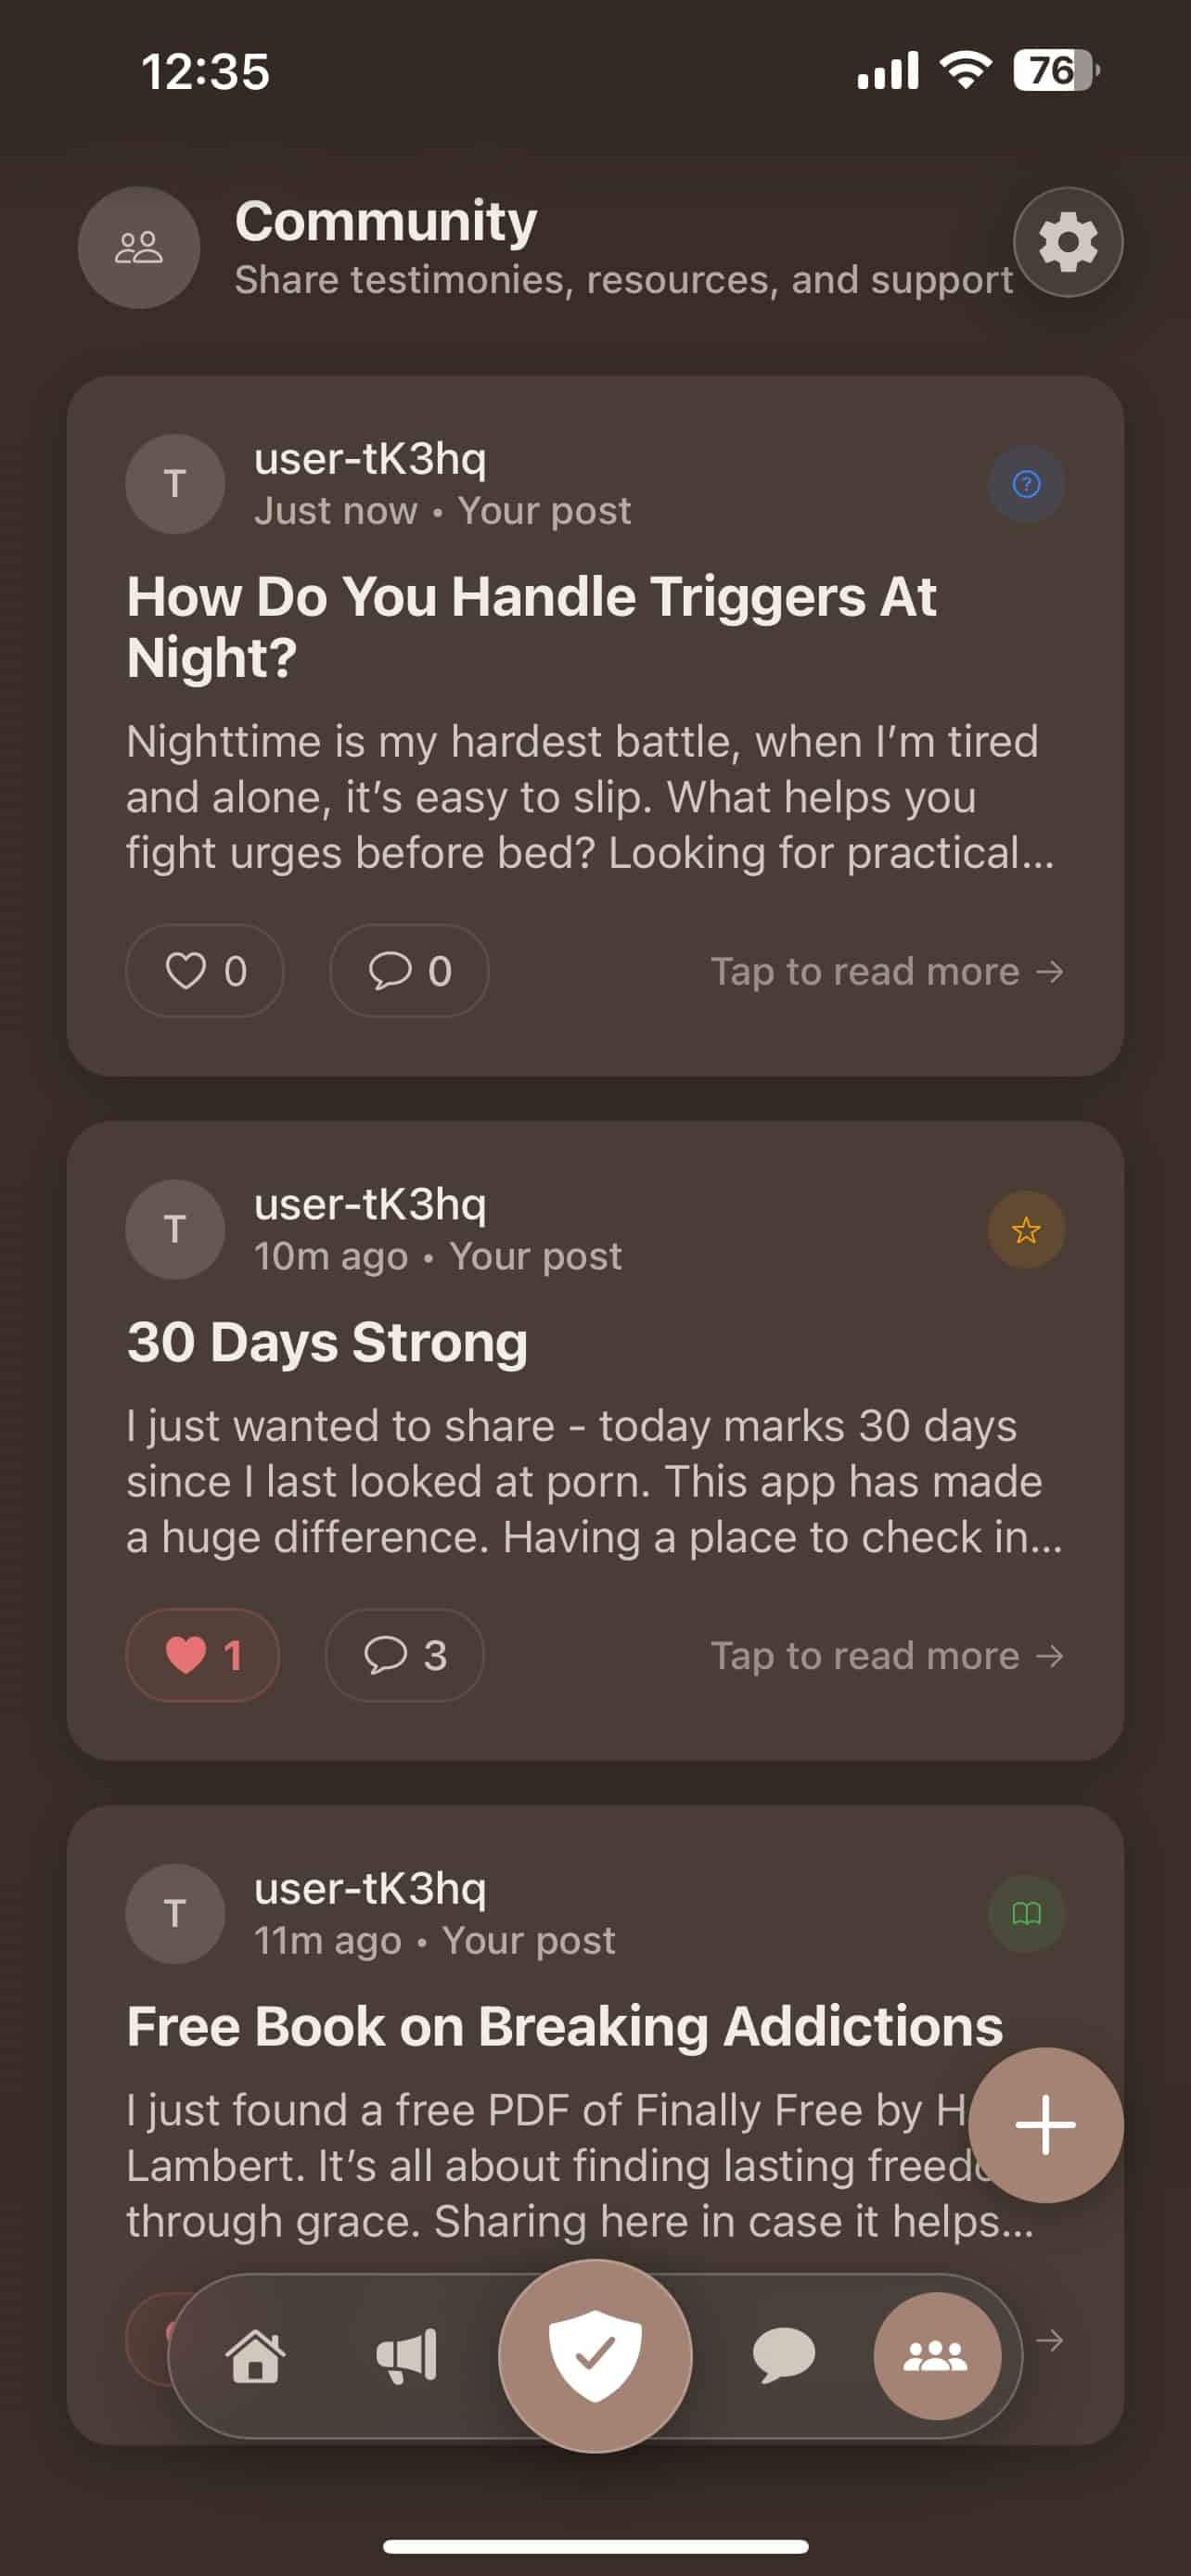 12:35
76
Community
Share testimonies, resources, and support
T
user-tK3hq
Just now • Your post
How Do You Handle Triggers At
Night?
Nighttime is my hardest battle, when I’m tired
and alone, it’s easy to slip. What helps you
fight urges before bed? Looking for practical...
0
0
Tap to read more →
T
user-tK3hq
10m ago • Your post
30 Days Strong
I just wanted to share - today marks 30 days
since I last looked at porn. This app has made
a huge difference. Having a place to check in...
1
3
Tap to read more →
T
user-tK3hq
11m ago • Your post
Free Book on Breaking Addictions
I just found a free PDF of Finally Free by
Lambert. It’s all about finding lasting
through grace. Sharing here in case it helps...
→